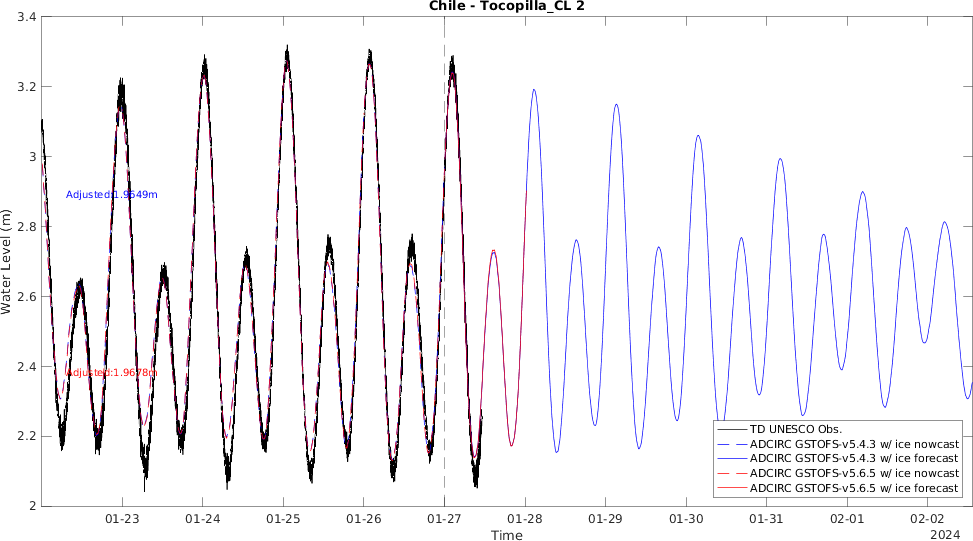 Chile - Tocopilla_CL 2
3.4
3.2
3
2.8
2.6
2.4
2.2
2
Water Level (m)
Adjusted:1.9649m
Adjusted:1.9678m
TD UNESCO Obs.
ADCIRC GSTOFS-v5.4.3 w/ ice nowcast
ADCIRC GSTOFS-v5.4.3 w/ ice forecast
ADCIRC GSTOFS-v5.6.5 w/ ice nowcast
ADCIRC GSTOFS-v5.6.5 w/ ice forecast
01-23 01-24 01-25 01-26 01-27 01-28 01-29 01-30 01-31 02-01 02-02
Time
2024